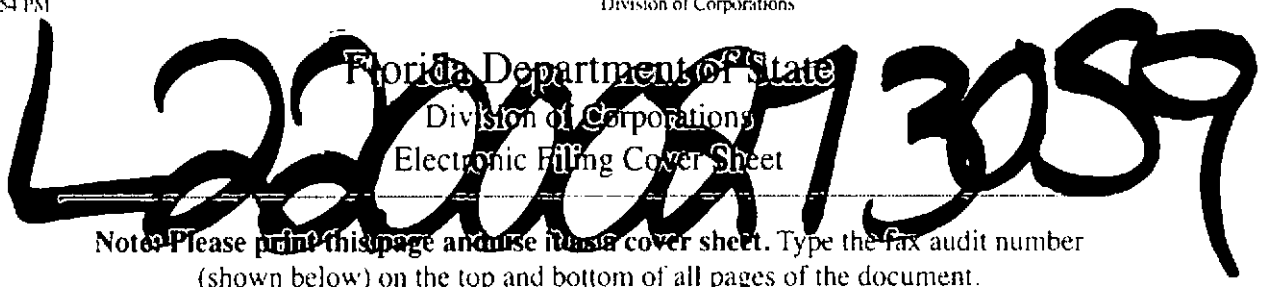 54 PM Division of Corporations
Florida Department of State
Division of Corporations
Electronic Filing Cover Sheet
Note: Please print this page and use it as a cover sheet. Type the fax audit number
(shown below) on the top and bottom of all pages of the document.